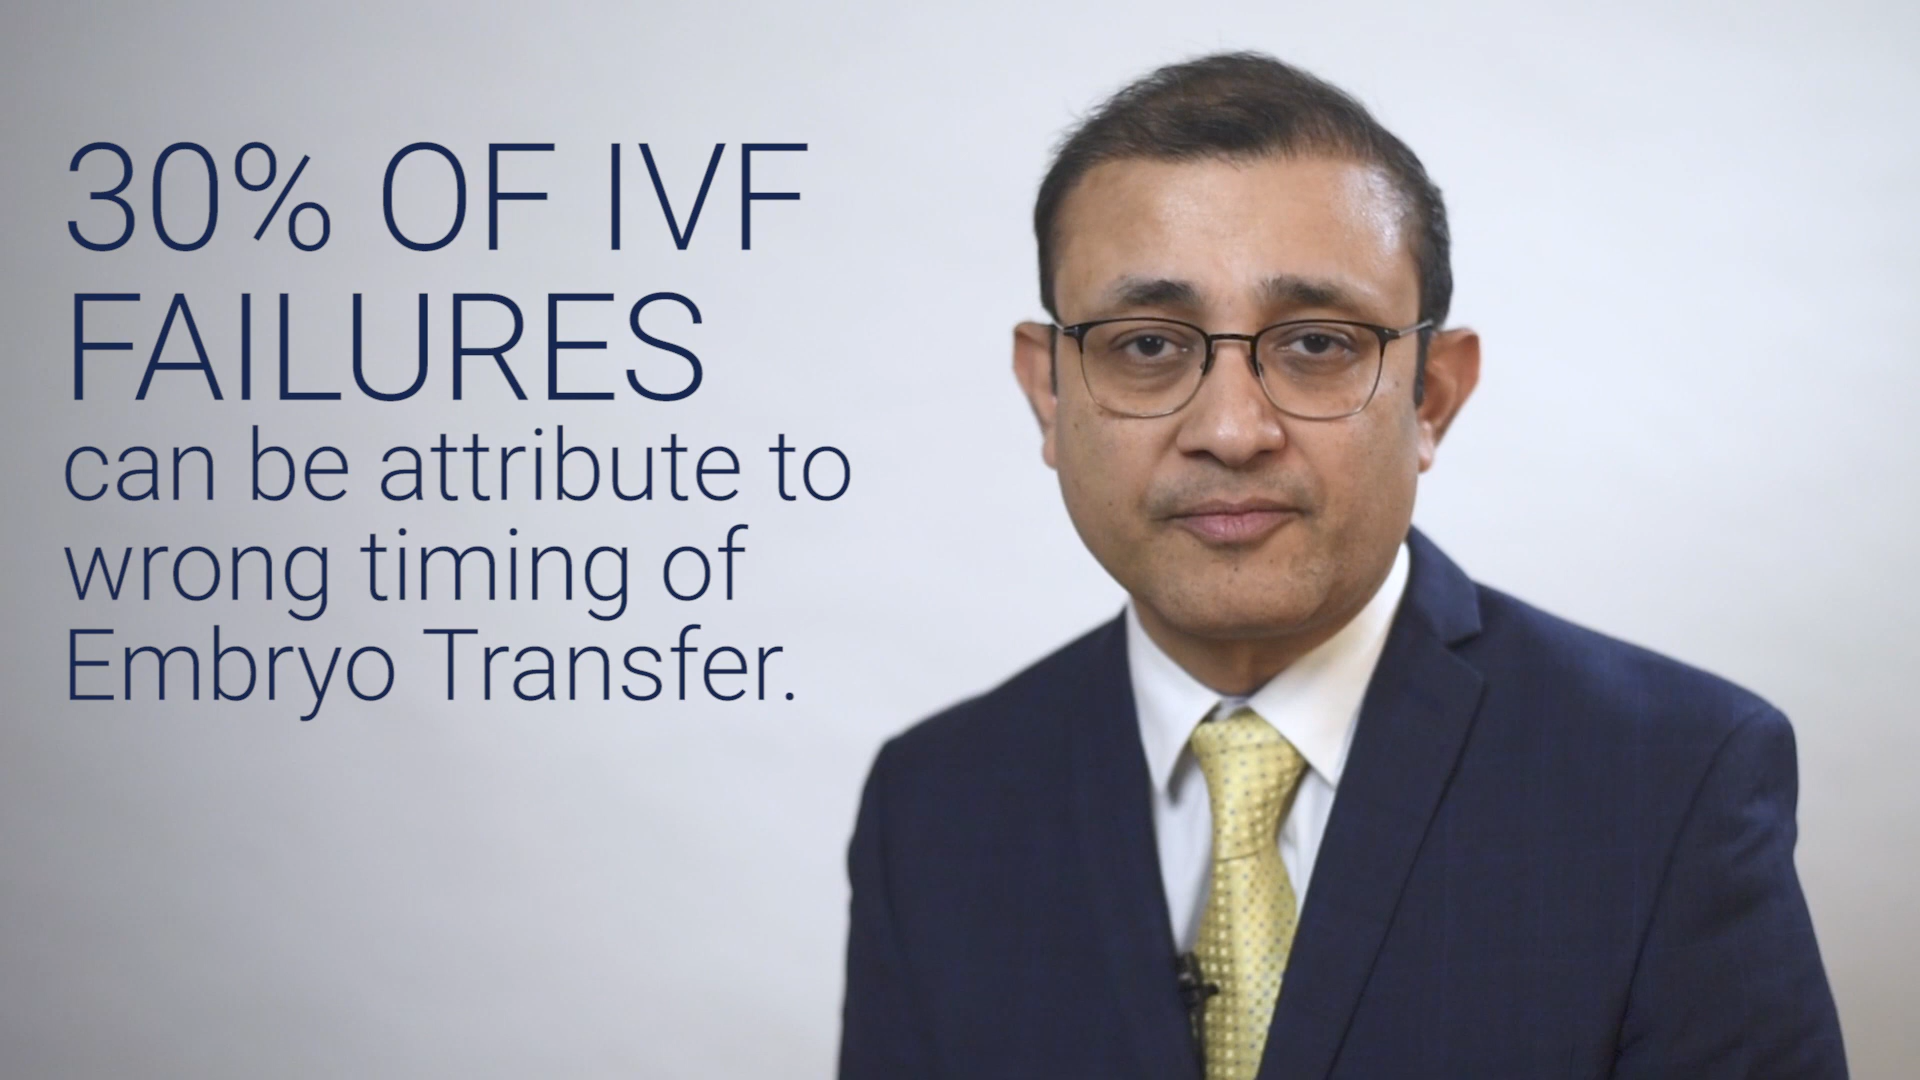 30% OF IVF
FAILURES
can be attribute to
wrong timing of
Embryo Transfer.